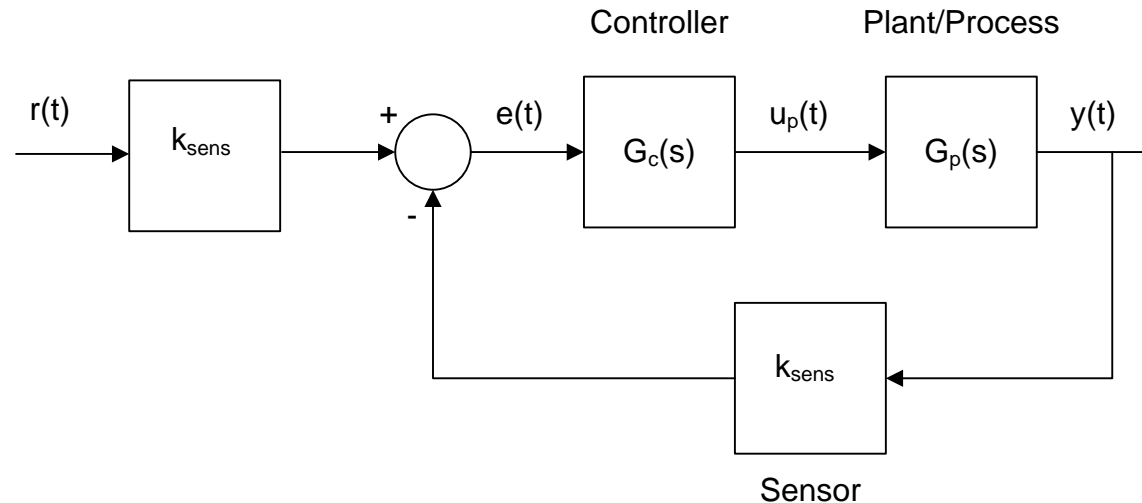 Controller
Plant/Process
r(t)
k_sens
+
e(t)
G_c(s)
u_p(t)
G_p(s)
y(t)
-
k_sens
Sensor